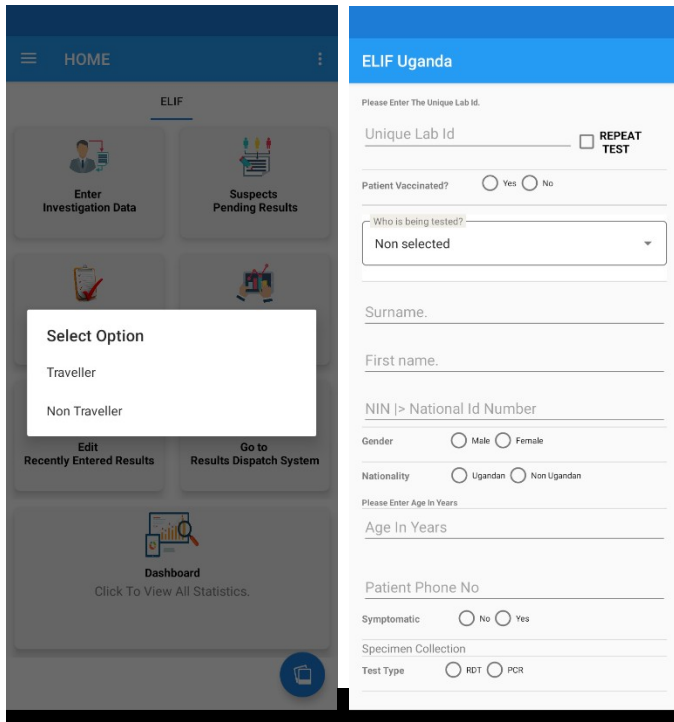 HOME
ELIF
Enter
Investigation Data
Suspects
Pending Results
Select Option
Traveller
Non Traveller
Edit
Recently Entered Results
Go to
Results Dispatch System
Dashboard
Click To View All Statistics.
ELIF Uganda
Please Enter The Unique Lab Id.
Unique Lab Id
REPEAT
TEST
Patient Vaccinated?
Yes
No
Who is being tested?
Non selected
Surname.
First name.
NIN |> National Id Number
Gender
Male
Female
Nationality
Ugandan
Non Ugandan
Please Enter Age In Years
Age In Years
Patient Phone No
Symptomatic
No
Yes
Specimen Collection
Test Type
RDT
PCR